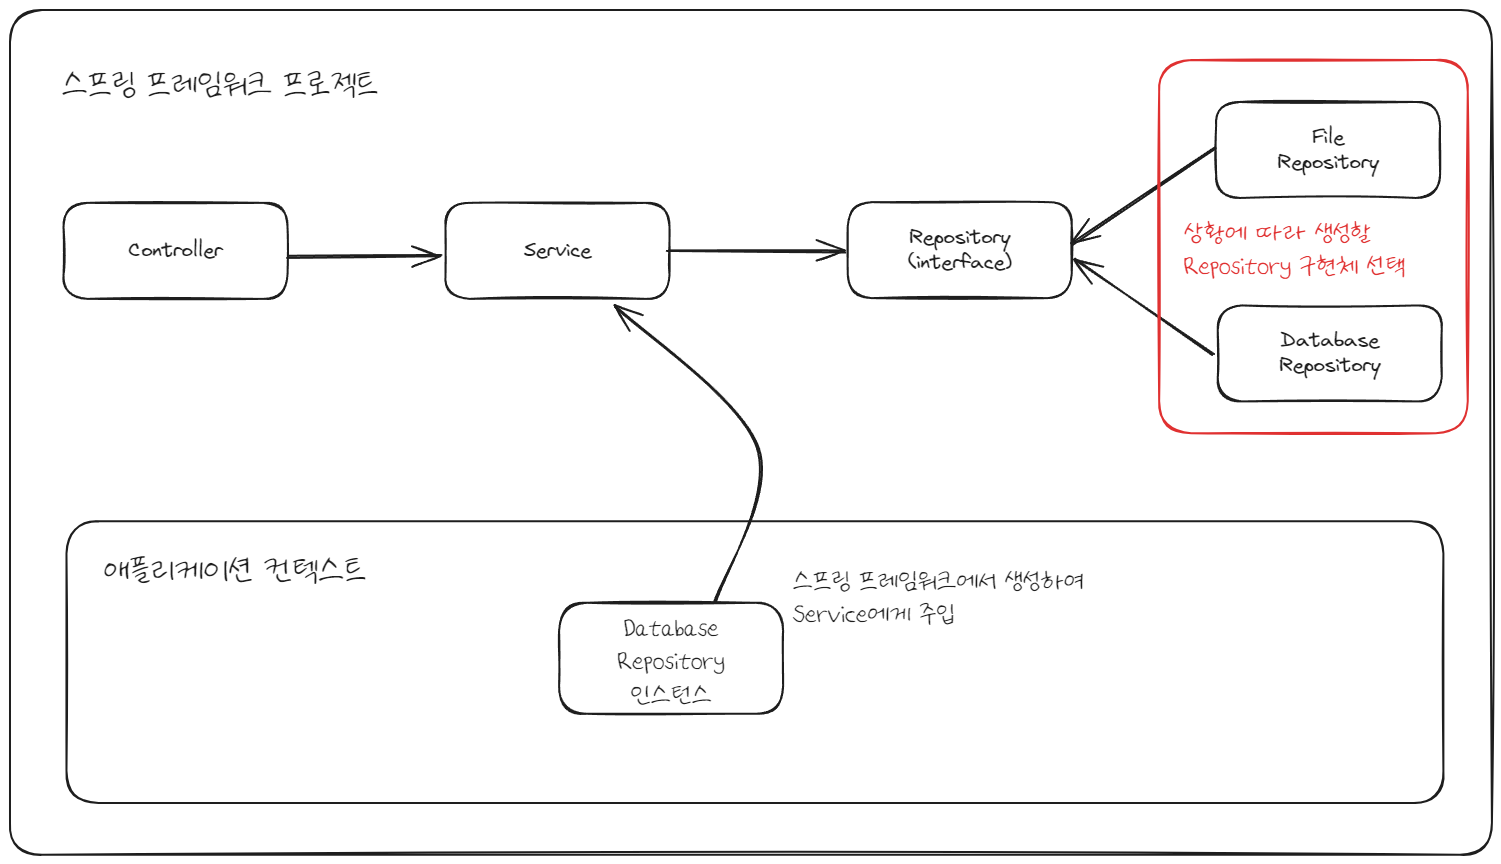 스프링 프레임워크 프로젝트
File
Repository
Controller
Service
Repository
(interface)
상황에 따라 생성할
Repository 구현체 선택
Database
Repository
애플리케이션 컨텍스트
스프링 프레임워크에서 생성하여
Service에게 주입
Database
Repository
인스턴스